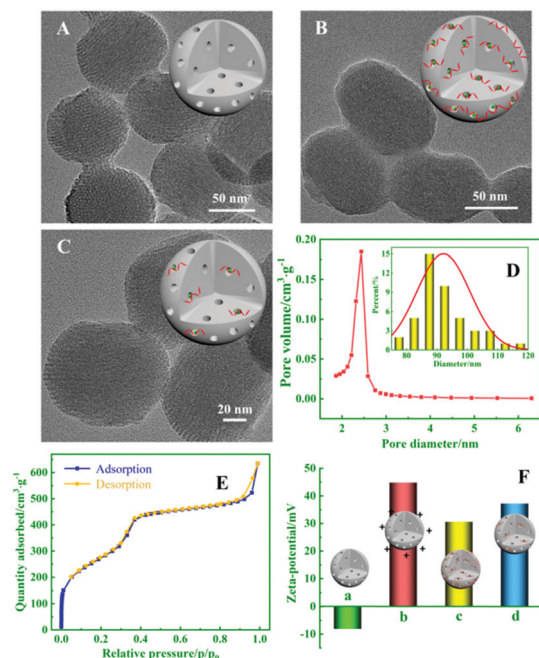 A
50 nm
B
50 nm
C
20 nm
D
Pore volume/cm³·g⁻¹
0.20
0.15
0.10
0.05
0.00
2 3 4 5 6
Pore diameter/nm
Percent/%
15
10
5
0
80 90 100 110 120
Diameter/nm
E
Adsorption
Desorption
Quantity adsorbed/cm³·g⁻¹
600
500
400
300
200
100
0
0.0 0.2 0.4 0.6 0.8 1.0
Relative pressure/p/p₀
F
Zeta-potential/mV
50
40
30
20
10
0
-10
a
b
c
d
+ + + + + + +